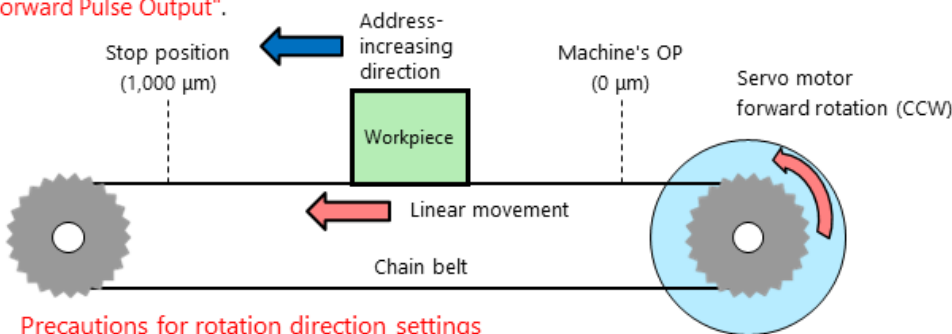 orward Pulse Output".
Address-
increasing
direction
Stop position
(1,000 µm)
Machine's OP
(0 µm)
Servo motor
forward rotation (CCW)
Workpiece
Linear movement
Chain belt
Precautions for rotation direction settings